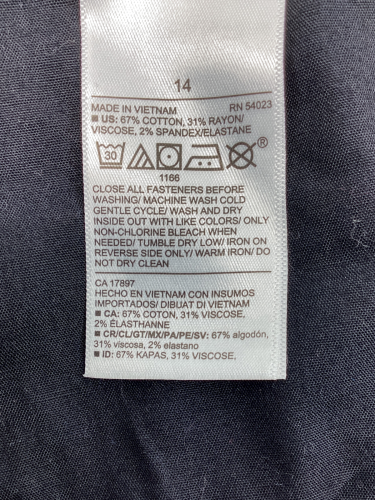 14
MADE IN VIETNAM RN 54023
■ US: 67% COTTON, 31% RAYON/
VISCOSE, 2% SPANDEX/ELASTANE
30 ®
1166
CLOSE ALL FASTENERS BEFORE
WASHING/ MACHINE WASH COLD
GENTLE CYCLE/ WASH AND DRY
INSIDE OUT WITH LIKE COLORS/ ONLY
NON-CHLORINE BLEACH WHEN
NEEDED/ TUMBLE DRY LOW/ IRON ON
REVERSE SIDE ONLY/ WARM IRON/ DO
NOT DRY CLEAN
CA 17897
HECHO EN VIETNAM CON INSUMOS
IMPORTADOS/ DIBUAT DI VIETNAM
■ CA: 67% COTON, 31% VISCOSE,
2% ÉLASTHANNE
■ CR/CL/GT/MX/PA/PE/SV: 67% algodón,
31% viscosa, 2% elastano
■ ID: 67% KAPAS, 31% VISCOSE.